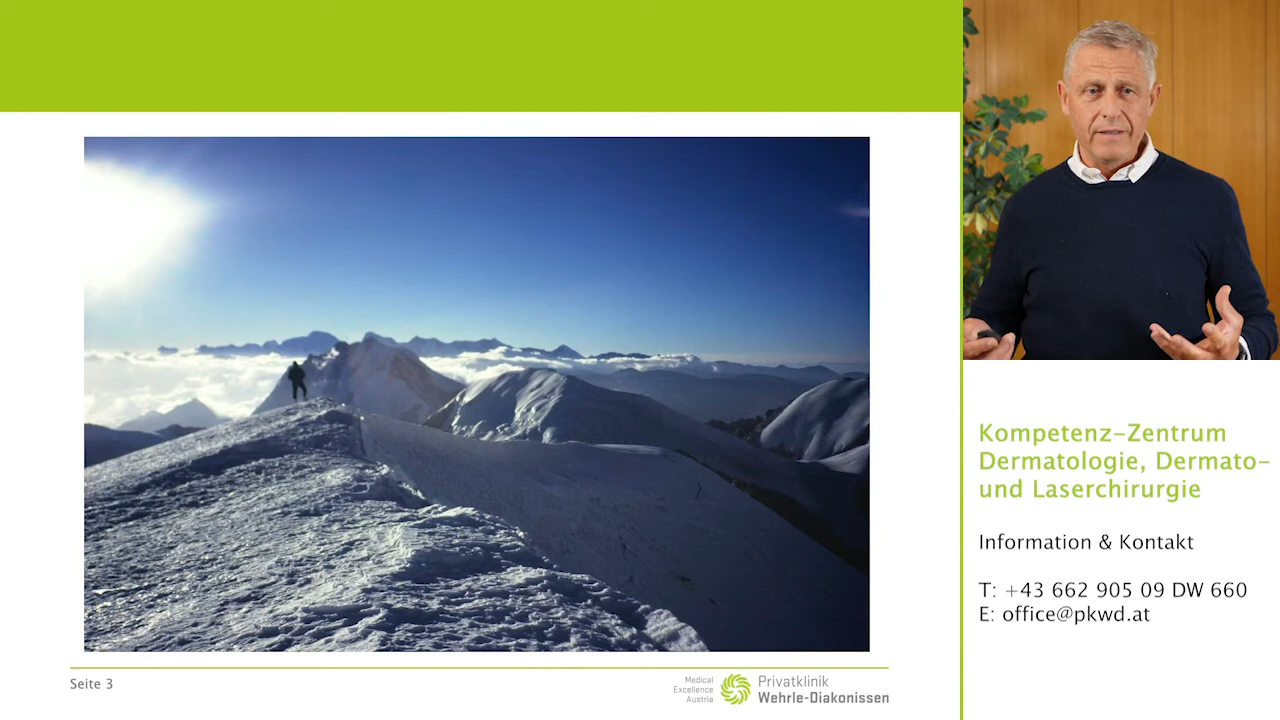 Kompetenz-Zentrum
Dermatologie, Dermato-
und Laserchirurgie
Information & Kontakt
T: +43 662 905 09 DW 660
E: office@pkwd.at
Seite 3
Medical
Excellence
Austria
Privatklinik
Wehrle-Diakonissen